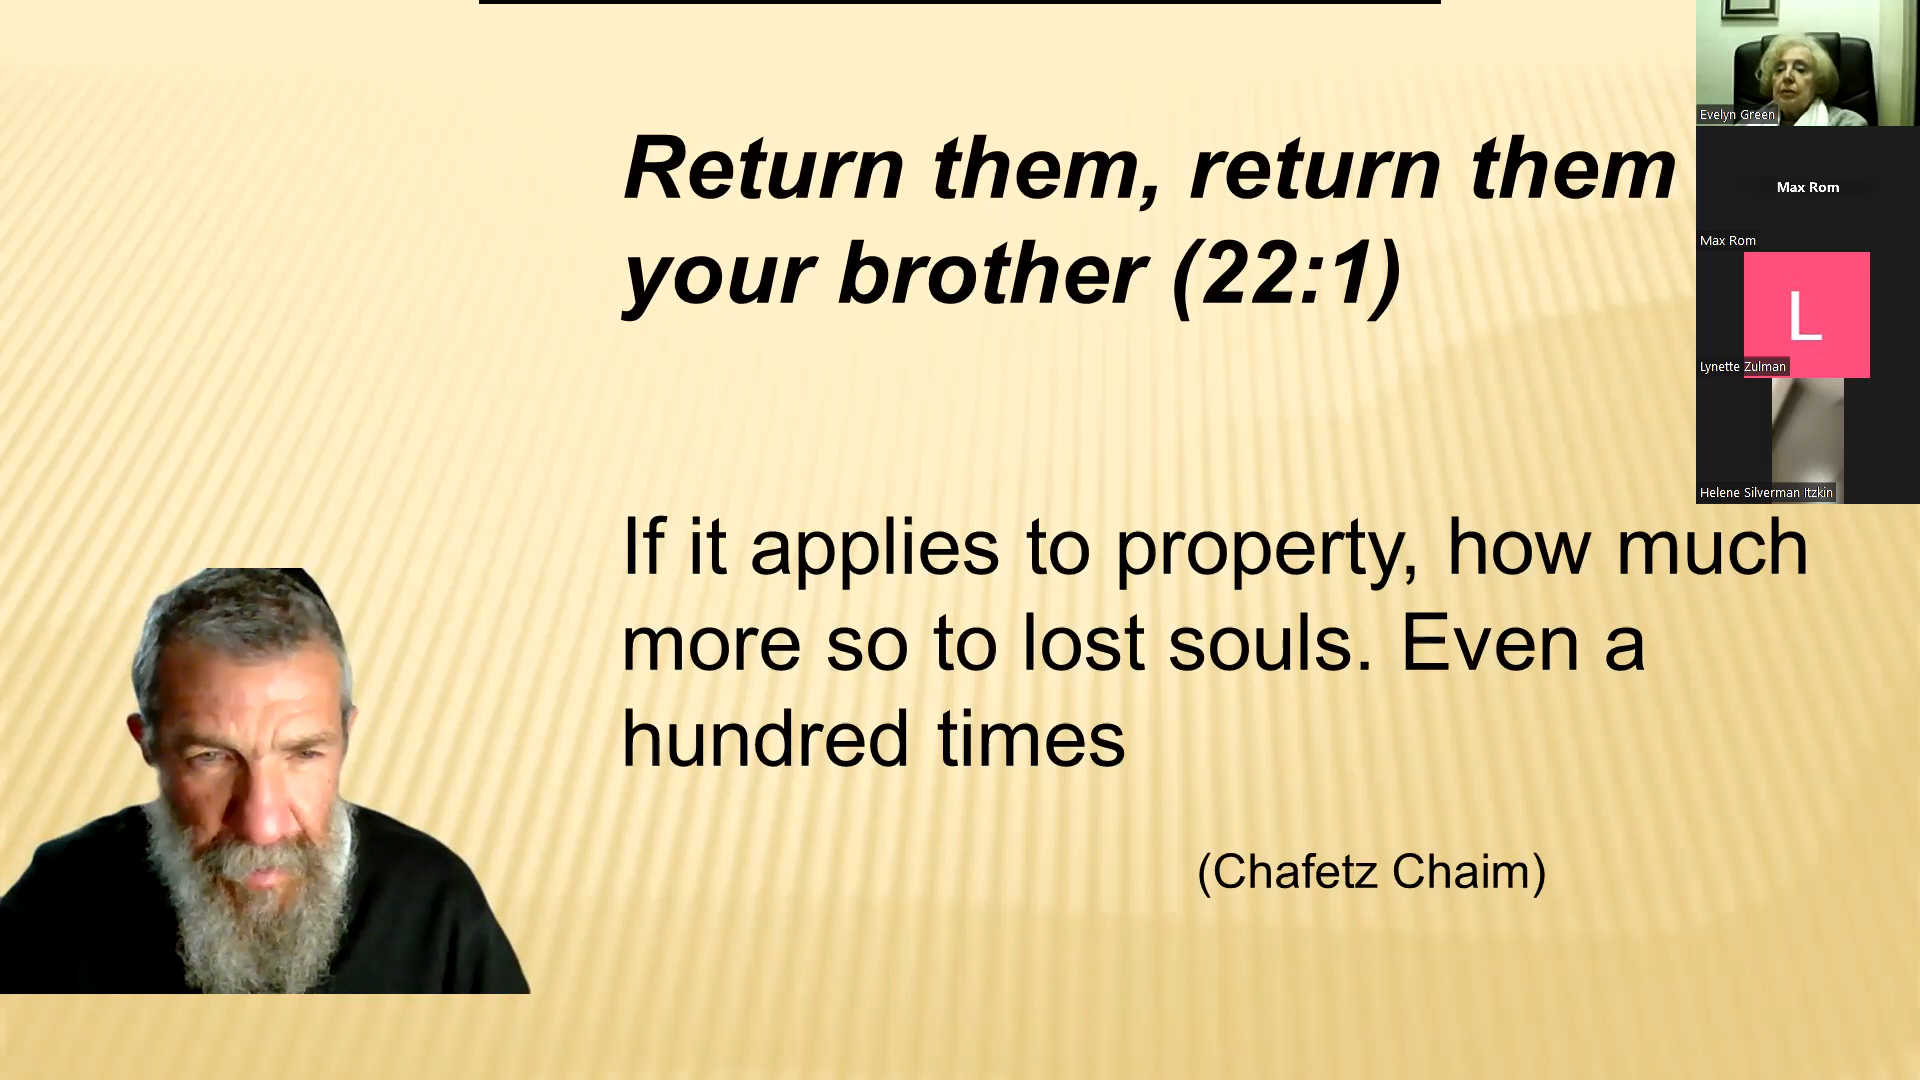 Return them, return them
your brother (22:1)
If it applies to property, how much
more so to lost souls. Even a
hundred times
(Chafetz Chaim)
Evelyn Green
Max Rom
Max Rom
L
Lynette Zulman
Helene Silverman Itzkin